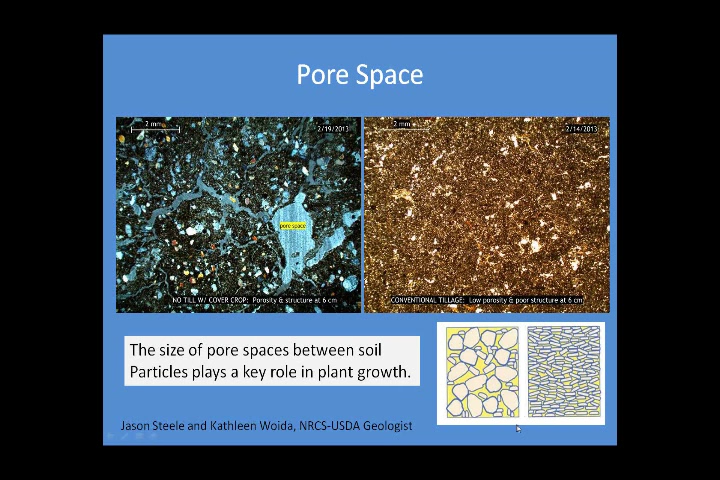 Pore Space
2 mm
2/19/2013
pore space
NO TILL W/ COVER CROP: Porosity & structure at 6 cm
2 mm
2/14/2013
CONVENTIONAL TILLAGE: Low porosity & poor structure at 6 cm
The size of pore spaces between soil
Particles plays a key role in plant growth.
Jason Steele and Kathleen Woida, NRCS-USDA Geologist